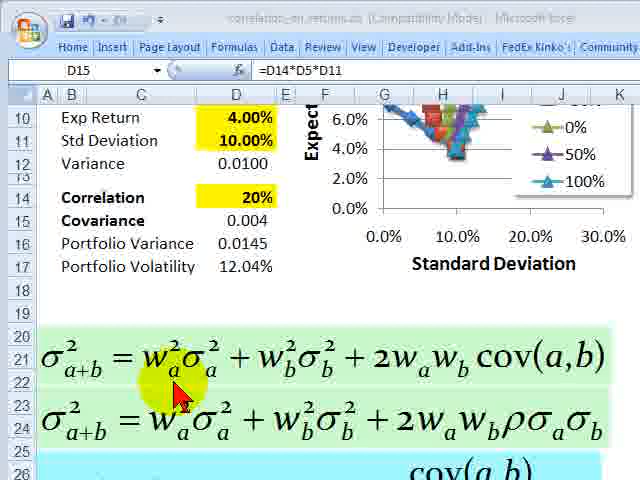 correlation_on_returns.xls [Compatibility Mode] - Microsoft Excel
Home Insert Page Layout Formulas Data Review View Developer Add-Ins FedEx Kinko's Community
D15 fx =D14*D5*D11
A B C D E F G H I J K
10 Exp Return 4.00%
11 Std Deviation 10.00%
12 Variance 0.0100
13
14 Correlation 20%
15 Covariance 0.004
16 Portfolio Variance 0.0145
17 Portfolio Volatility 12.04%
18
19
20
21
22
23
24
25
26
Expect
6.0%
4.0%
2.0%
0.0%
0.0% 10.0% 20.0% 30.0%
Standard Deviation
0%
50%
100%
σ²ₐ₊b = w²ₐσ²ₐ + w²bσ²b + 2wₐwb cov(a,b)
σ²ₐ₊b = w²ₐσ²ₐ + w²bσ²b + 2wₐwbρσₐσb
cov(a,b)